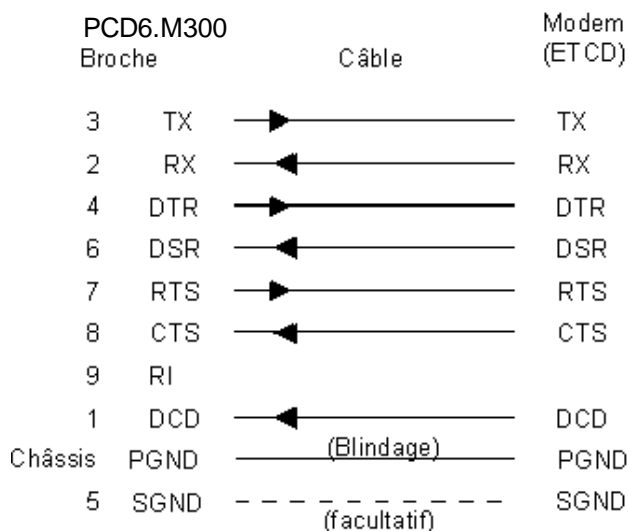 PCD6.M300
Broche Câble Modem (ETCD)
3 TX TX
2 RX RX
4 DTR DTR
6 DSR DSR
7 RTS RTS
8 CTS CTS
9 RI
1 DCD DCD
Châssis PGND (Blindage) PGND
5 SGND (facultatif) SGND